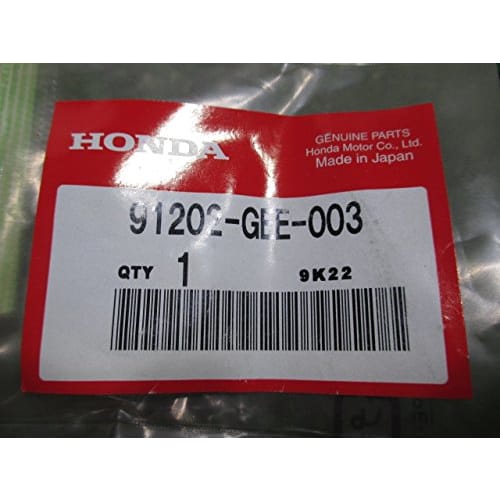 HONDA
GENUINE PARTS
Honda Motor Co., Ltd.
Made in Japan
91202-GEE-003
QTY 1 9K22